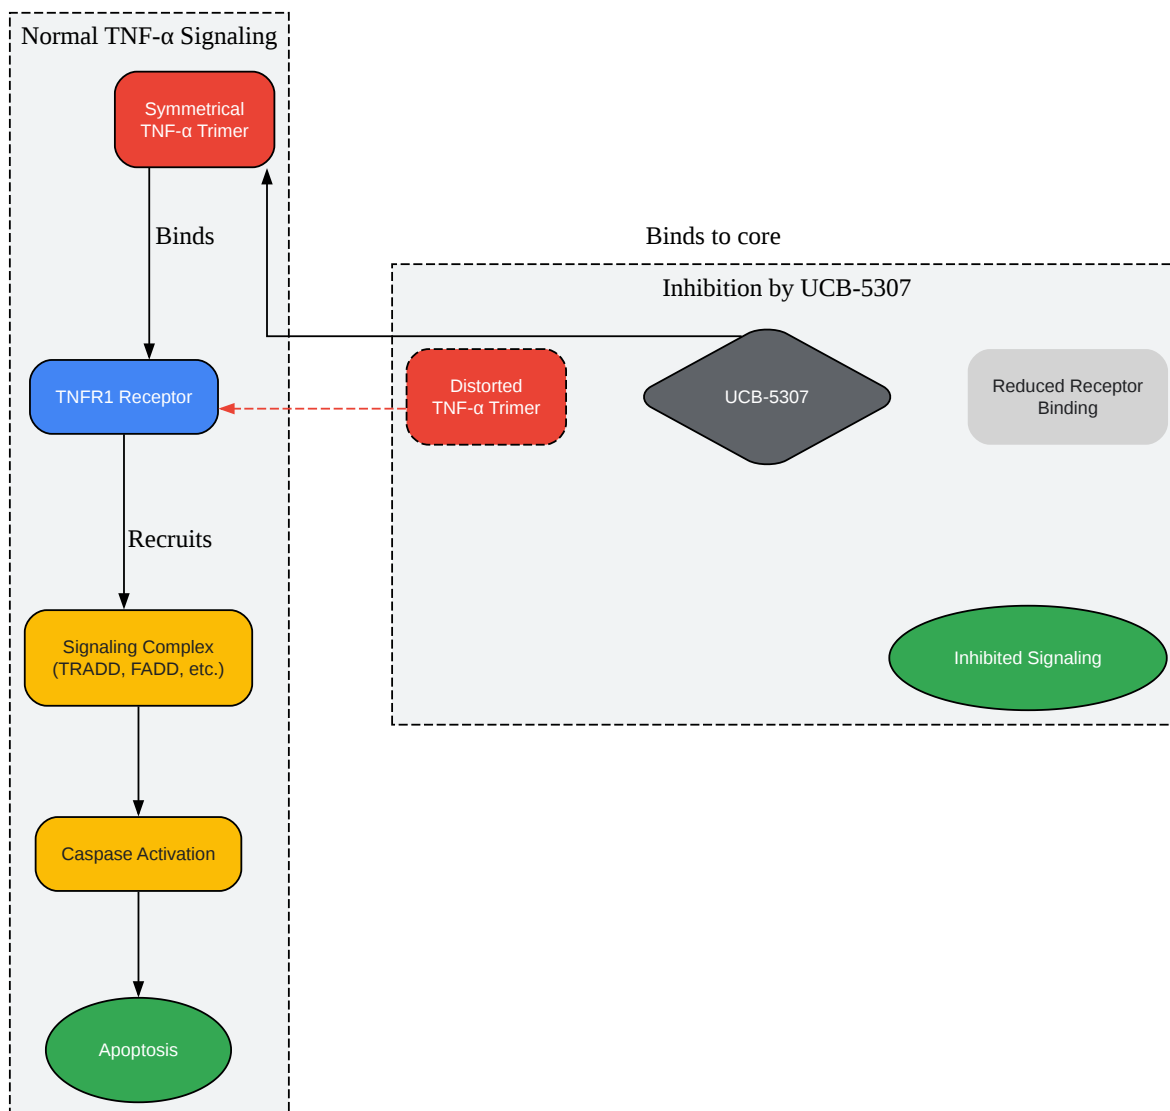 Normal TNF-α Signaling
Symmetrical
TNF-α Trimer
Binds
TNFR1 Receptor
Recruits
Signaling Complex
(TRADD, FADD, etc.)
Caspase Activation
Apoptosis
Binds to core
Inhibition by UCB-5307
Distorted
TNF-α Trimer
UCB-5307
Reduced Receptor
Binding
Inhibited Signaling